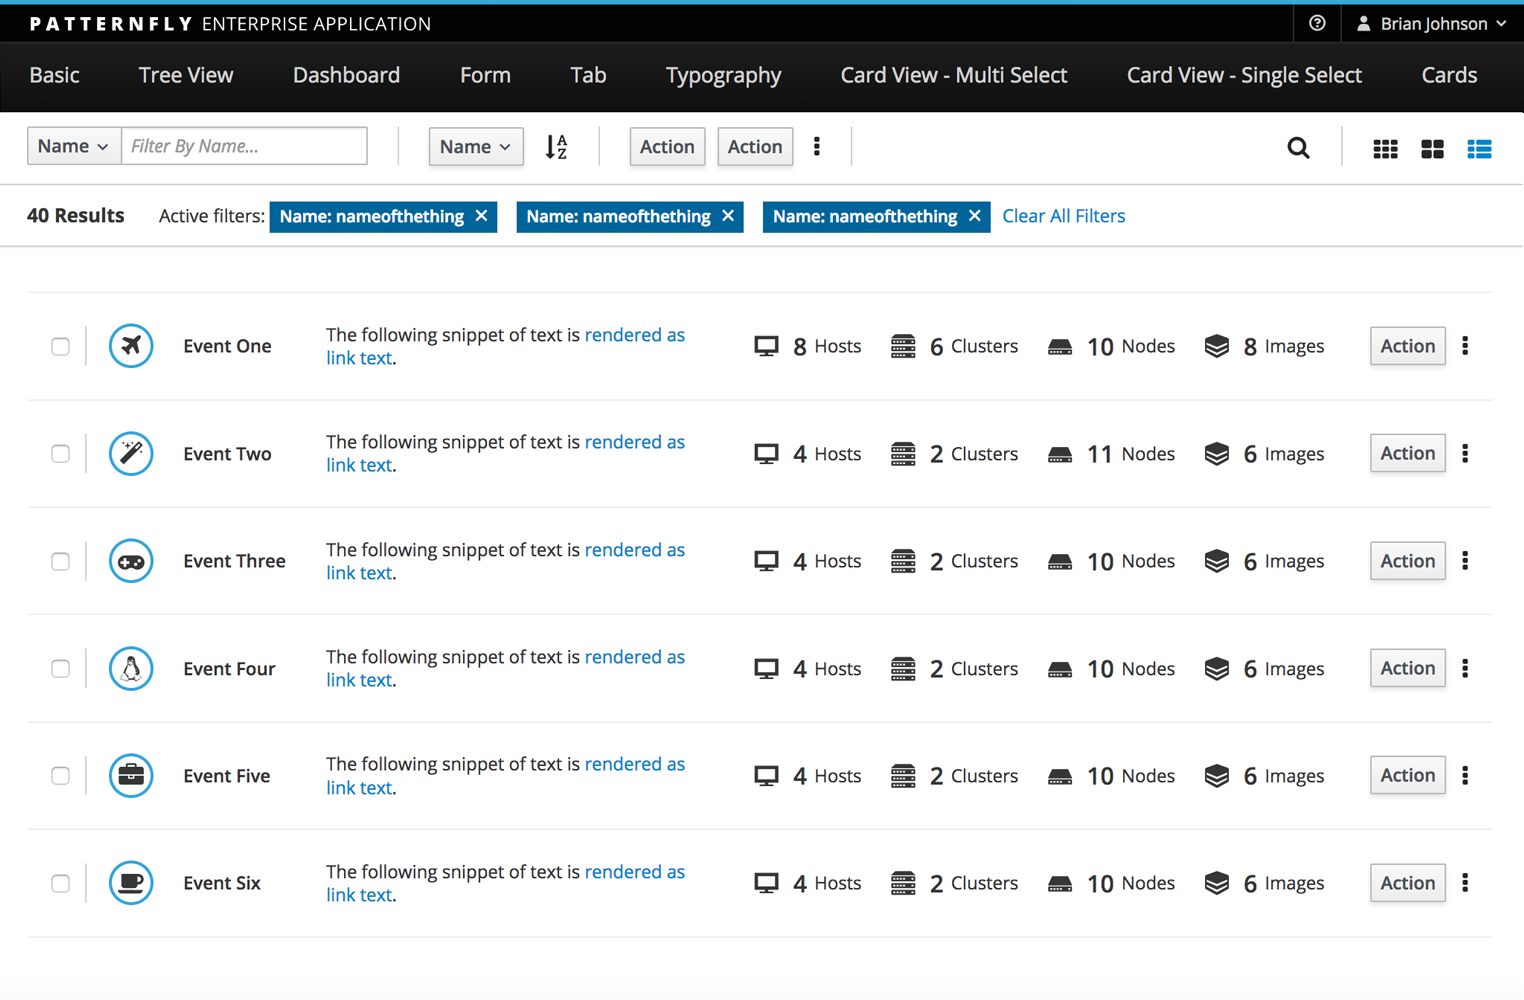 PATTERNFLY ENTERPRISE APPLICATION
Brian Johnson
Basic Tree View Dashboard Form Tab Typography Card View - Multi Select Card View - Single Select Cards
Name Filter By Name... Name A Z Action Action
40 Results Active filters: Name: nameofthething × Name: nameofthething × Name: nameofthething × Clear All Filters
Event One The following snippet of text is rendered as
link text.
8 Hosts 6 Clusters 10 Nodes 8 Images Action
Event Two The following snippet of text is rendered as
link text.
4 Hosts 2 Clusters 11 Nodes 6 Images Action
Event Three The following snippet of text is rendered as
link text.
4 Hosts 2 Clusters 10 Nodes 6 Images Action
Event Four The following snippet of text is rendered as
link text.
4 Hosts 2 Clusters 10 Nodes 6 Images Action
Event Five The following snippet of text is rendered as
link text.
4 Hosts 2 Clusters 10 Nodes 6 Images Action
Event Six The following snippet of text is rendered as
link text.
4 Hosts 2 Clusters 10 Nodes 6 Images Action